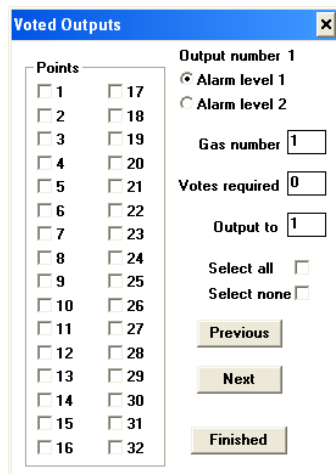 Voted Outputs
Output number 1
Points
Alarm level 1
Alarm level 2
1 17
2 18
3 19
4 20
5 21
6 22
7 23
8 24
9 25
10 26
11 27
12 28
13 29
14 30
15 31
16 32
Gas number 1
Votes required 0
Output to 1
Select all
Select none
Previous
Next
Finished